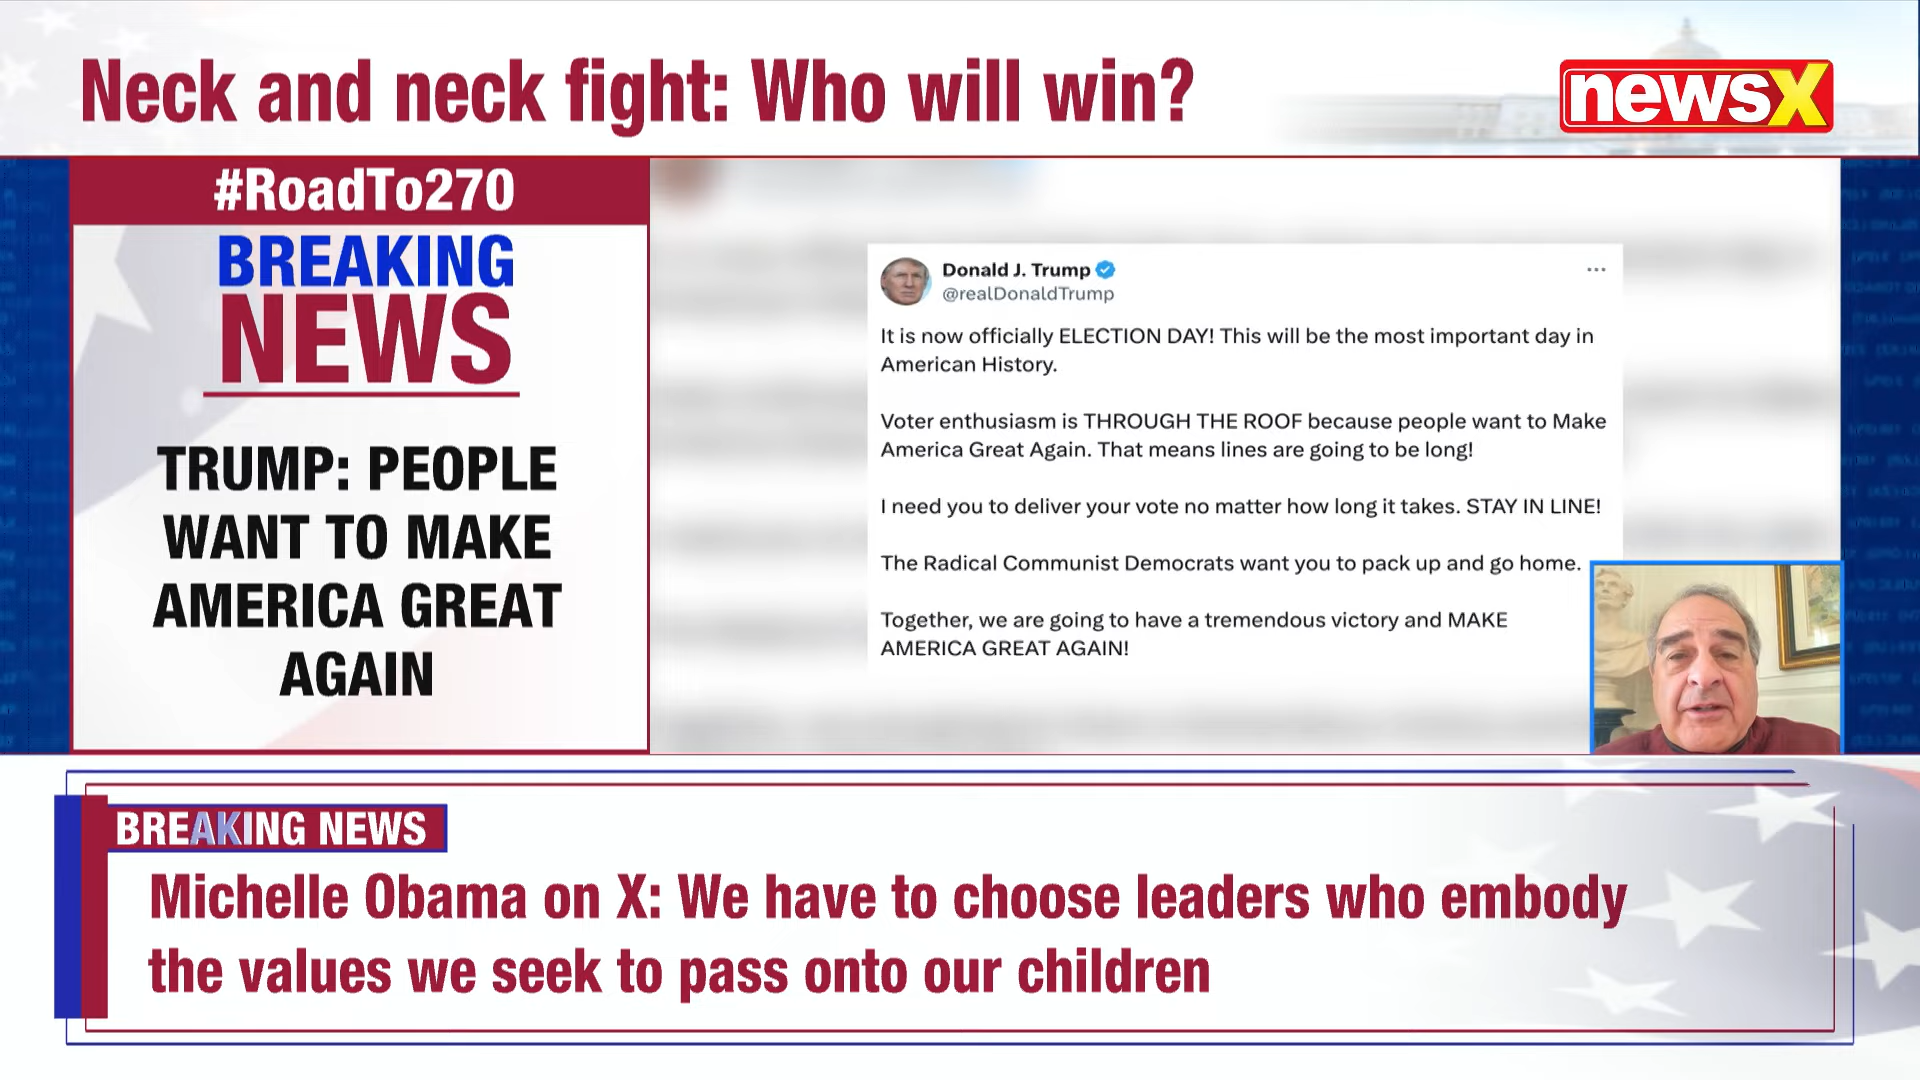 Neck and neck fight: Who will win?
newsX
#RoadTo270
BREAKING
NEWS
TRUMP: PEOPLE
WANT TO MAKE
AMERICA GREAT
AGAIN
Donald J. Trump
@realDonaldTrump
It is now officially ELECTION DAY! This will be the most important day in
American History.
Voter enthusiasm is THROUGH THE ROOF because people want to Make
America Great Again. That means lines are going to be long!
I need you to deliver your vote no matter how long it takes. STAY IN LINE!
The Radical Communist Democrats want you to pack up and go home.
Together, we are going to have a tremendous victory and MAKE
AMERICA GREAT AGAIN!
BREAKING NEWS
Michelle Obama on X: We have to choose leaders who embody
the values we seek to pass onto our children